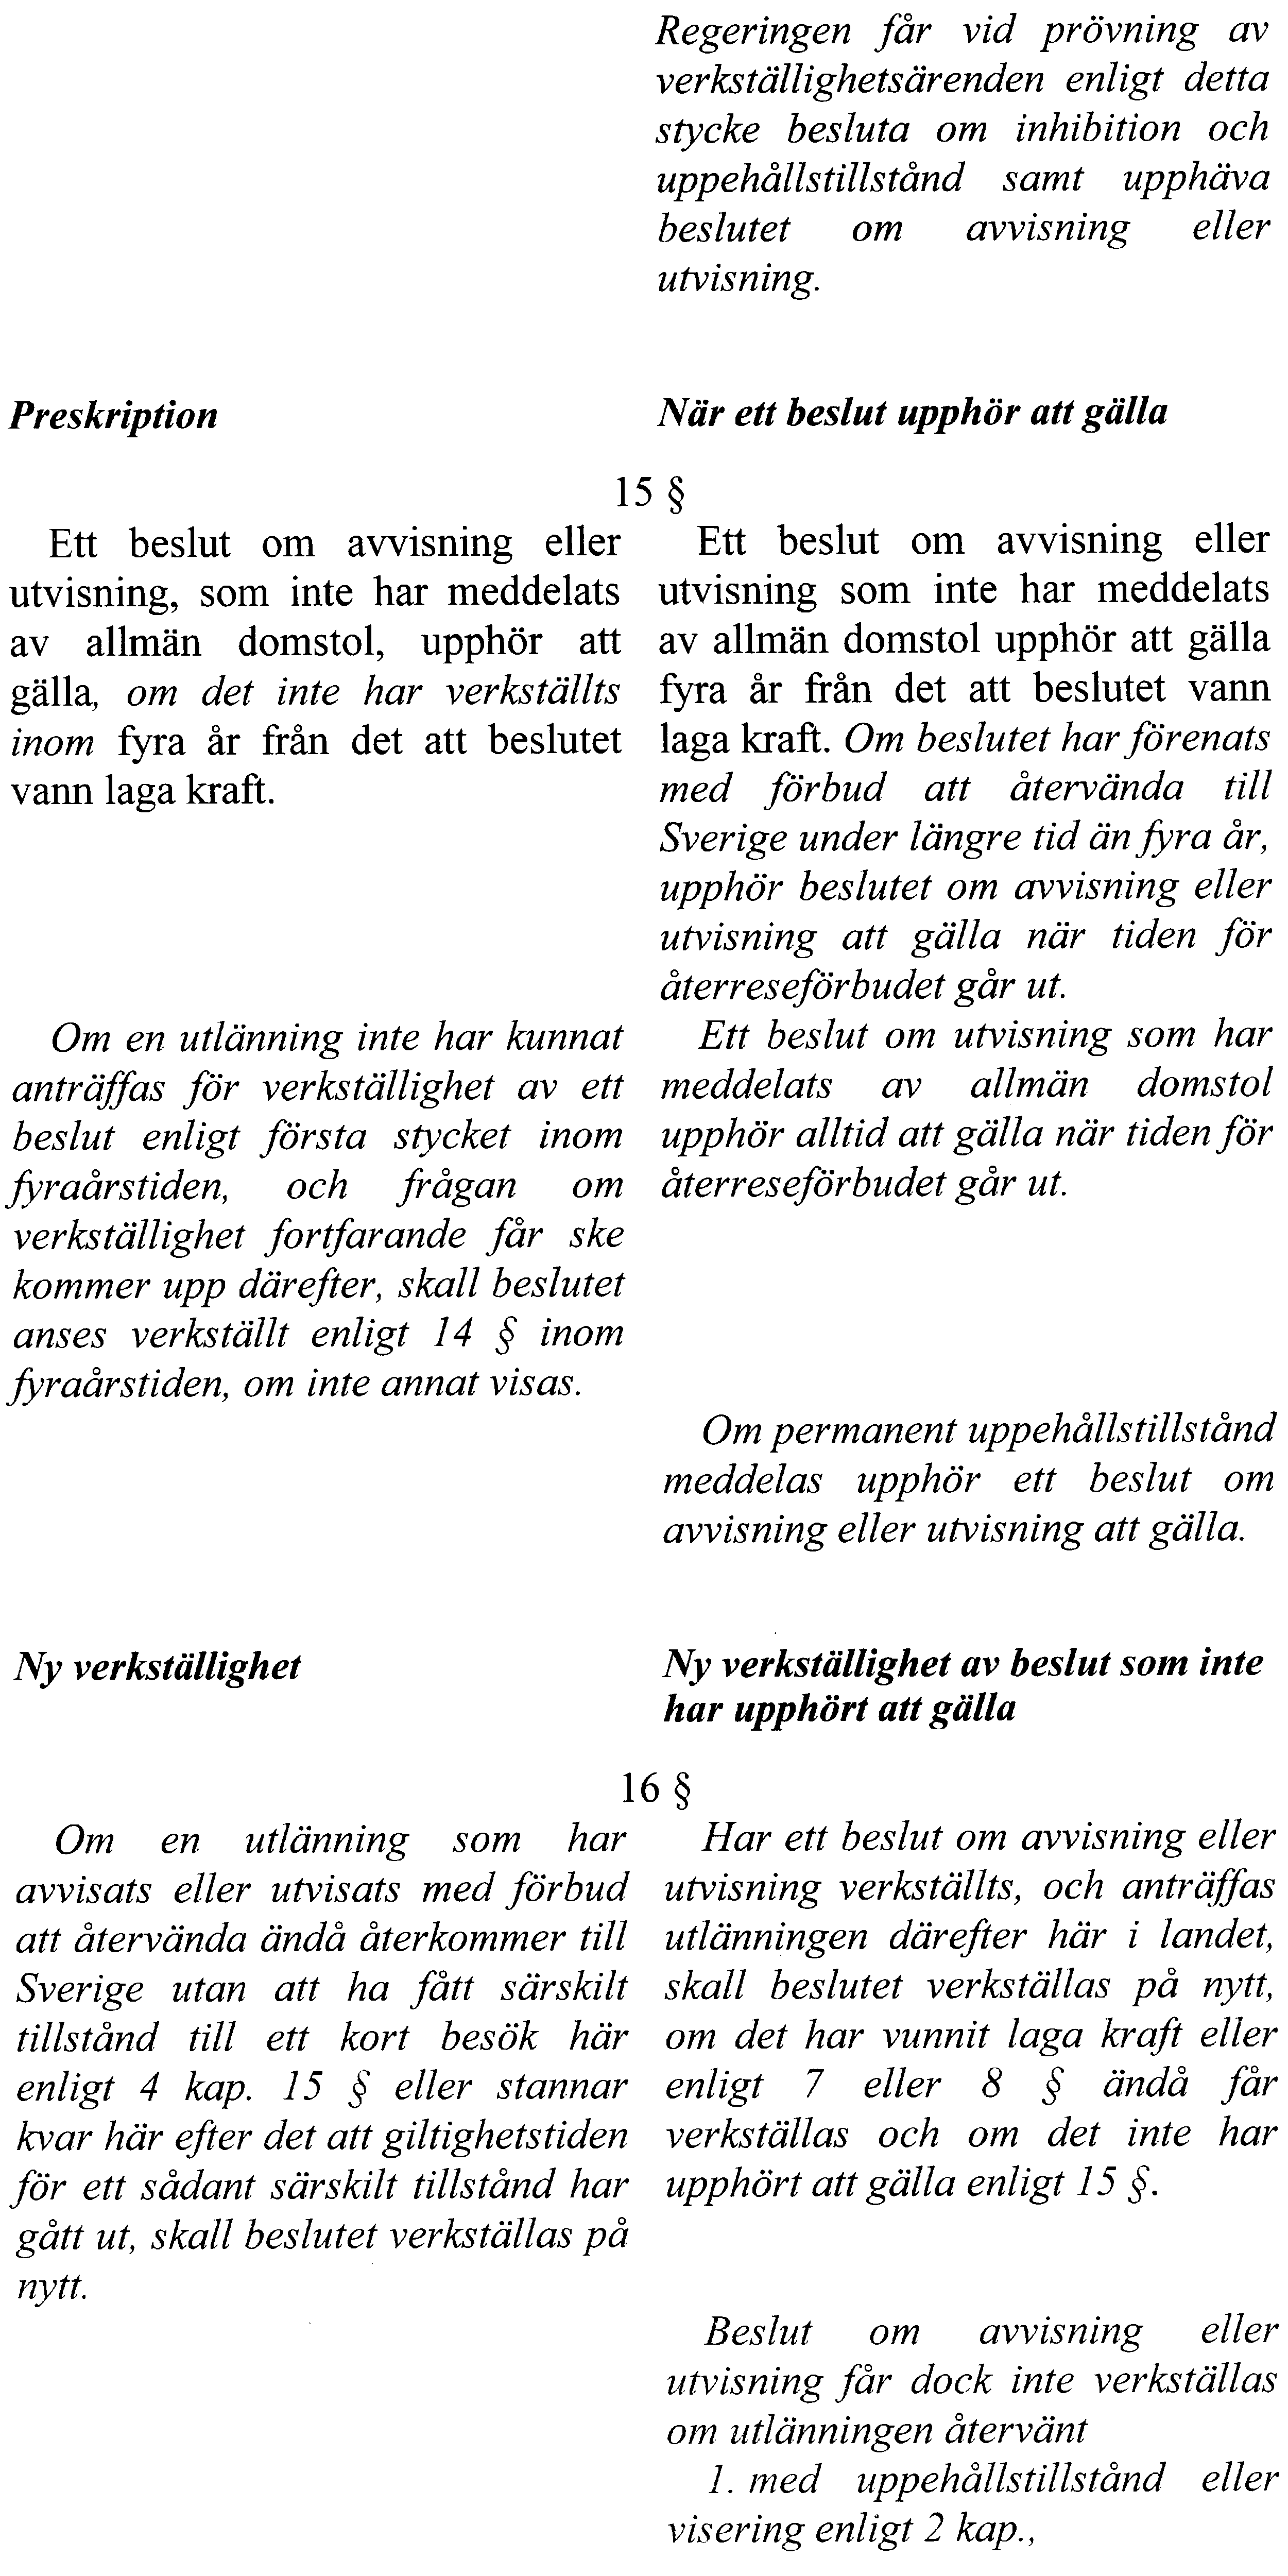 Regeringen får vid prövning av
verkställighetsärenden enligt detta
stycke besluta om inhibition och
uppehållstillstånd samt upphäva
beslutet om avvisning eller
utvisning.
Preskription
När ett beslut upphör att gälla
15 §
Ett beslut om avvisning eller
utvisning, som inte har meddelats
av allmän domstol, upphör att
gälla, om det inte har verkställts
inom fyra år från det att beslutet
vann laga kraft.
Ett beslut om avvisning eller
utvisning som inte har meddelats
av allmän domstol upphör att gälla
fyra år från det att beslutet vann
laga kraft. Om beslutet har förenats
med förbud att återvända till
Sverige under längre tid än fyra år,
upphör beslutet om avvisning eller
utvisning att gälla när tiden för
återreseförbudet går ut.
Om en utlänning inte har kunnat
anträffas för verkställighet av ett
beslut enligt första stycket inom
fyraårstiden, och frågan om
verkställighet fortfarande får ske
kommer upp därefter, skall beslutet
anses verkställt enligt 14 § inom
fyraårstiden, om inte annat visas.
Ett beslut om utvisning som har
meddelats av allmän domstol
upphör alltid att gälla när tiden för
återreseförbudet går ut.
Om permanent uppehållstillstånd
meddelas upphör ett beslut om
avvisning eller utvisning att gälla.
Ny verkställighet
Ny verkställighet av beslut som inte
har upphört att gälla
16 §
Om en utlänning som har
avvisats eller utvisats med förbud
att återvända ändå återkommer till
Sverige utan att ha fått särskilt
tillstånd till ett kort besök här
enligt 4 kap. 15 § eller stannar
kvar här efter det att giltighetstiden
för ett sådant särskilt tillstånd har
gått ut, skall beslutet verkställas på
nytt.
Har ett beslut om avvisning eller
utvisning verkställts, och anträffas
utlänningen därefter här i landet,
skall beslutet verkställas på nytt,
om det har vunnit laga kraft eller
enligt 7 eller 8 § ändå får
verkställas och om det inte har
upphört att gälla enligt 15 §.
Beslut om avvisning eller
utvisning får dock inte verkställas
om utlänningen återvänt
1. med uppehållstillstånd eller
visering enligt 2 kap.,